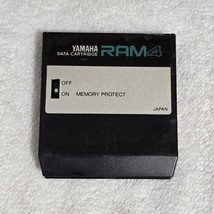 YAMAHA
DATA CARTRIDGE
RAM4
OFF
ON MEMORY PROTECT
JAPAN